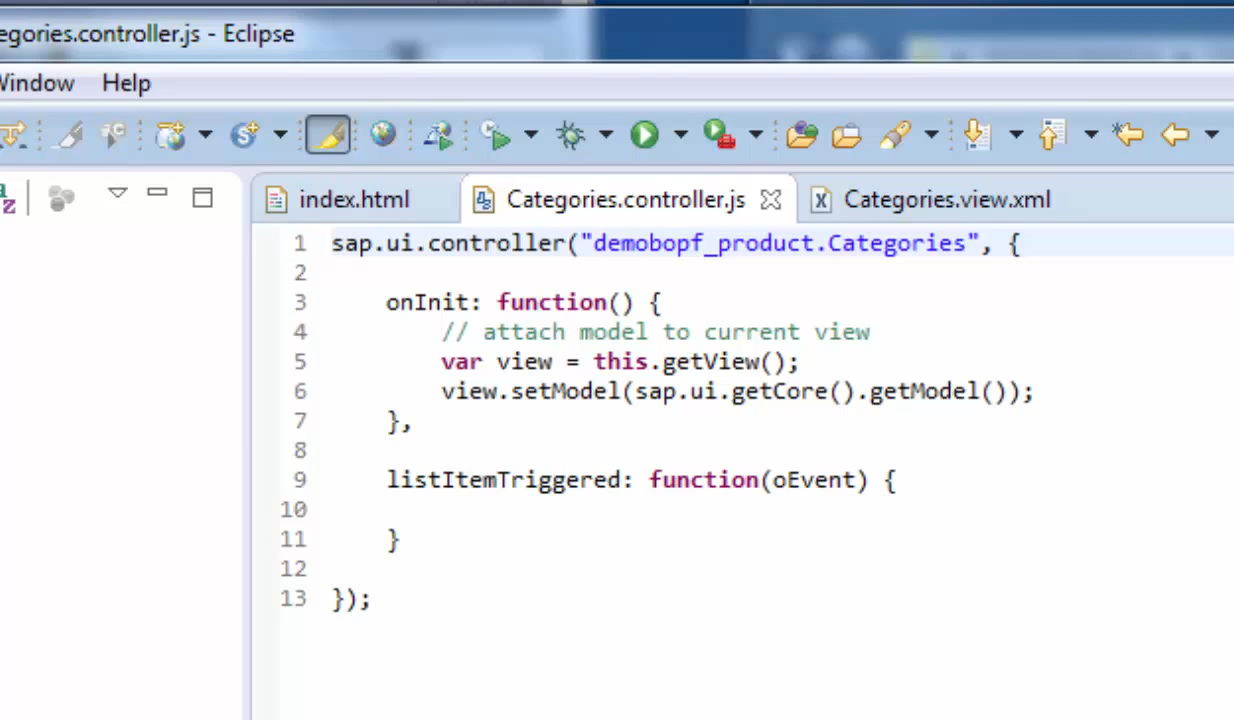 egories.controller.js - Eclipse
Window Help
index.html Categories.controller.js Categories.view.xml
1 sap.ui.controller("demobopf_product.Categories", {
2
3 onInit: function() {
4 // attach model to current view
5 var view = this.getView();
6 view.setModel(sap.ui.getCore().getModel());
7 },
8
9 listItemTriggered: function(oEvent) {
10
11 }
12
13 });